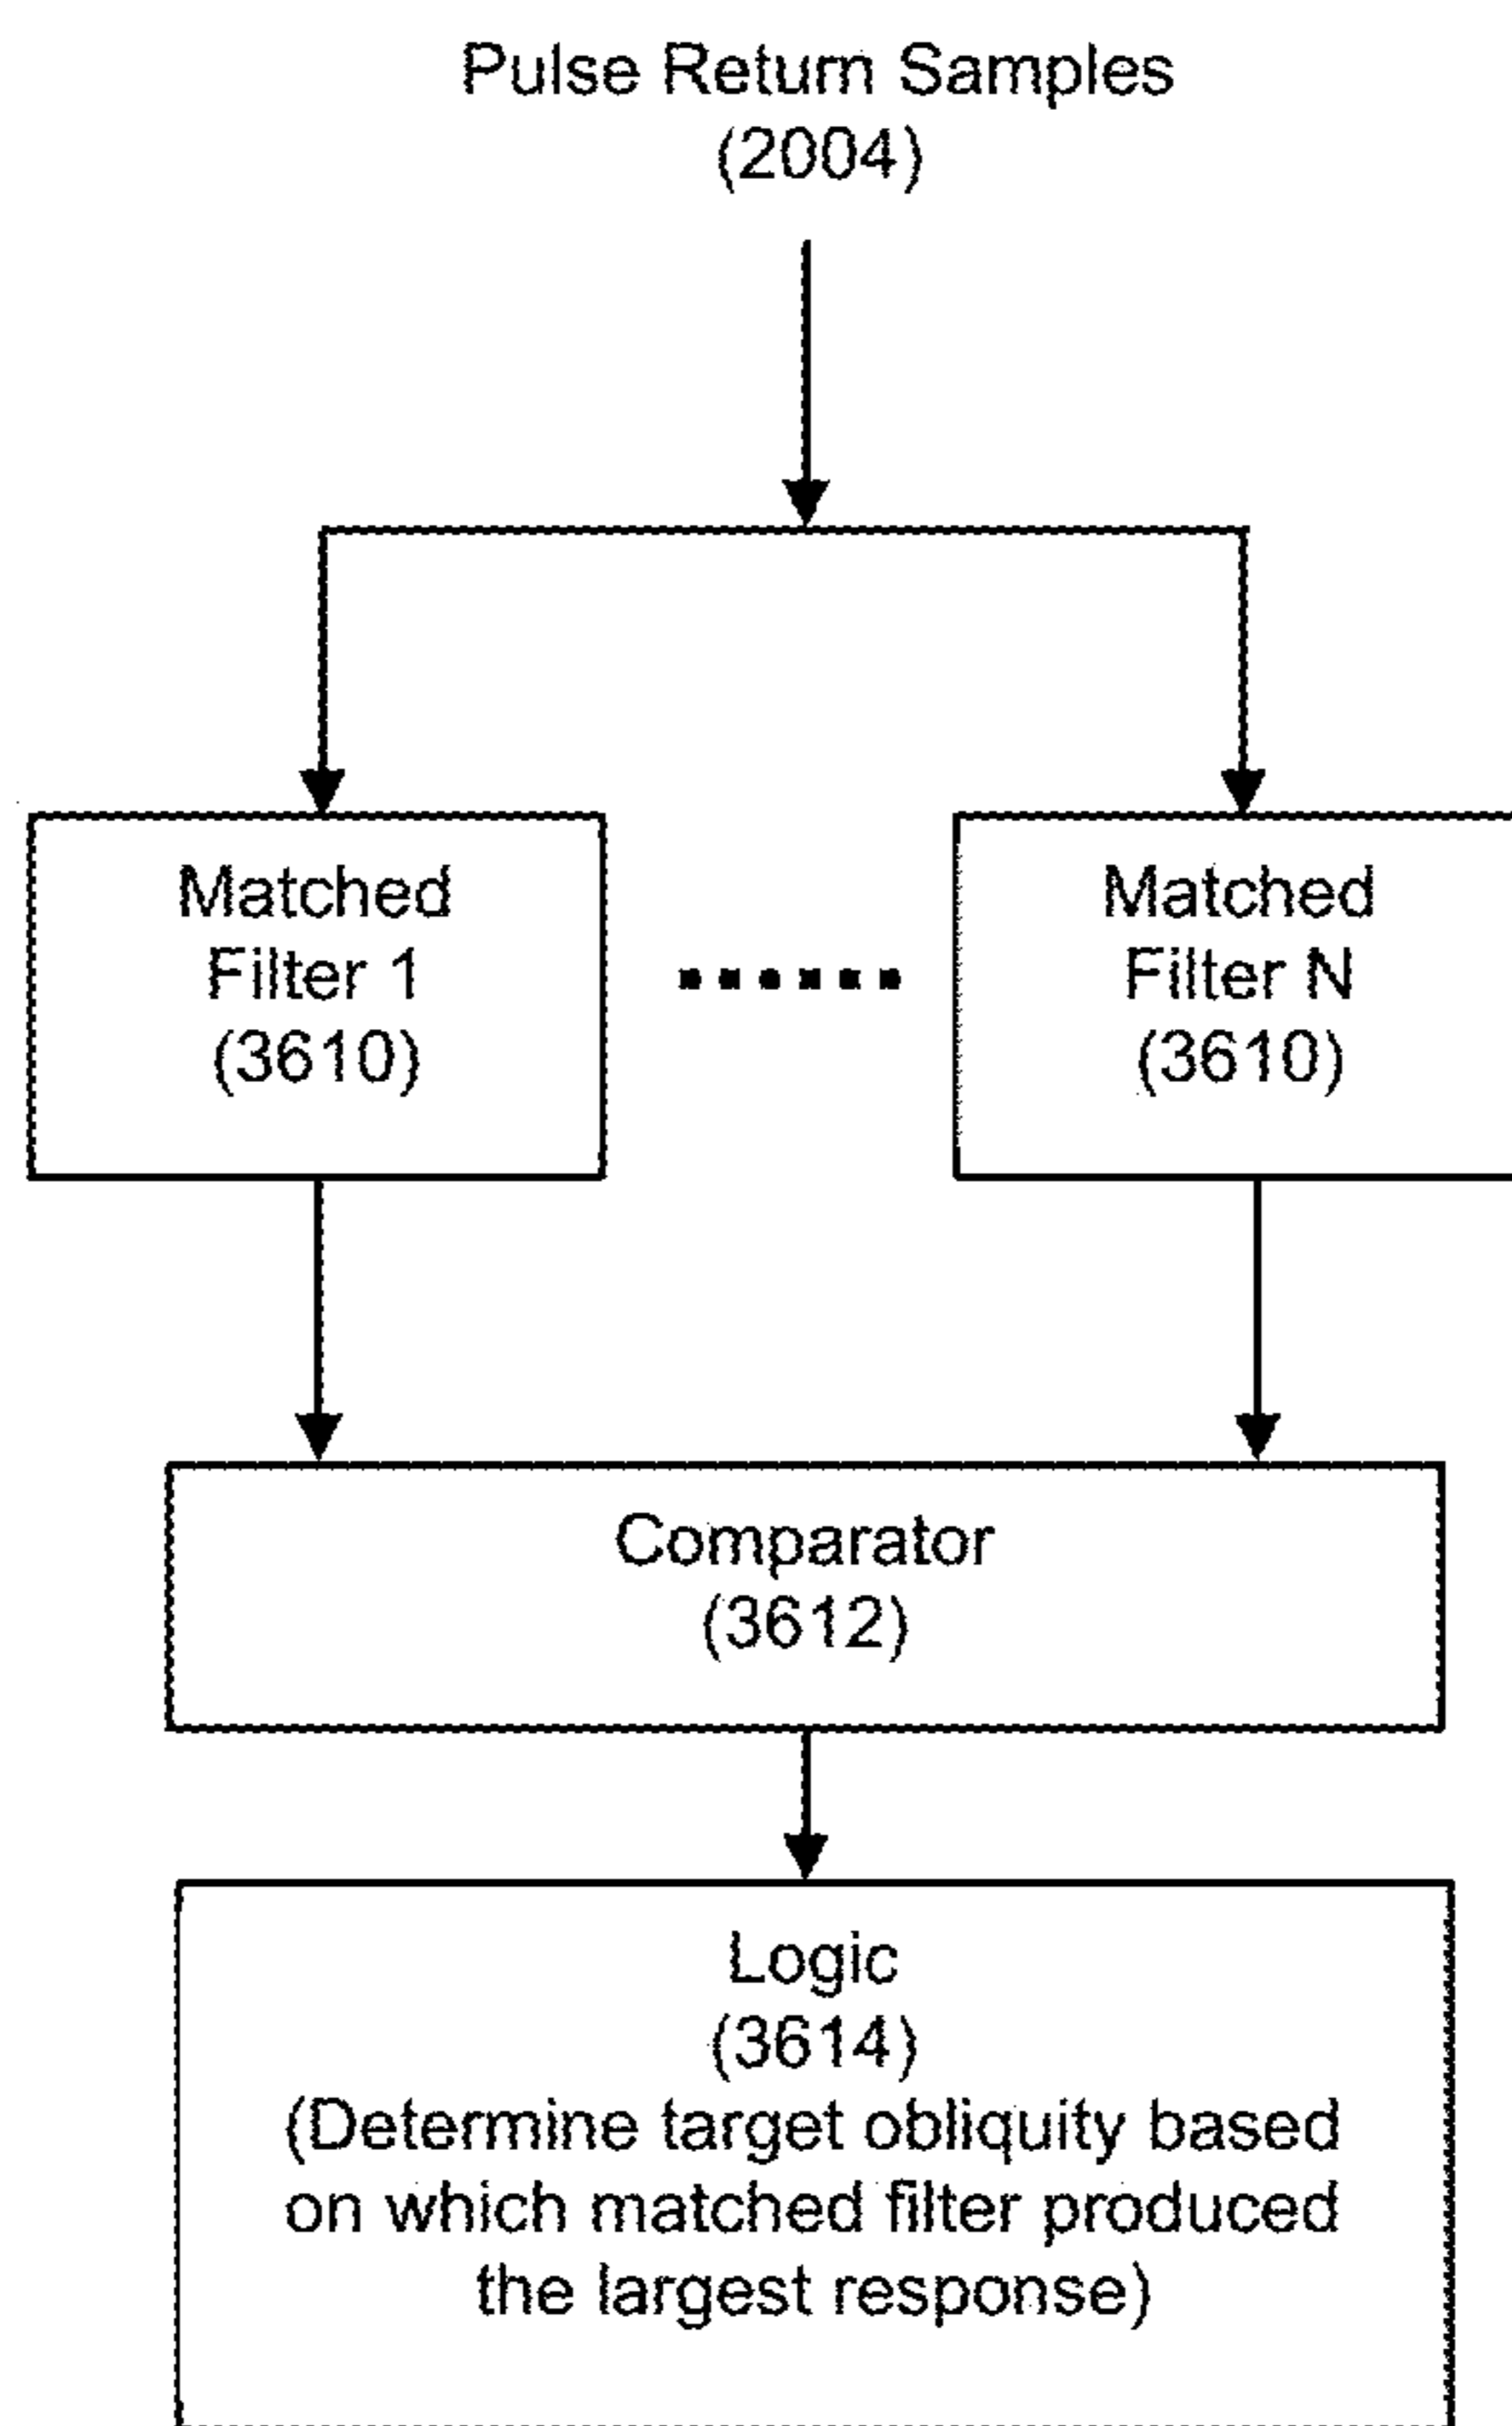 Pulse Return Samples
(2004)
Matched
Filter 1
(3610)
Matched
Filter N
(3610)
Comparator
(3612)
Logic
(3614)
(Determine target obliquity based
on which matched filter produced
the largest response)